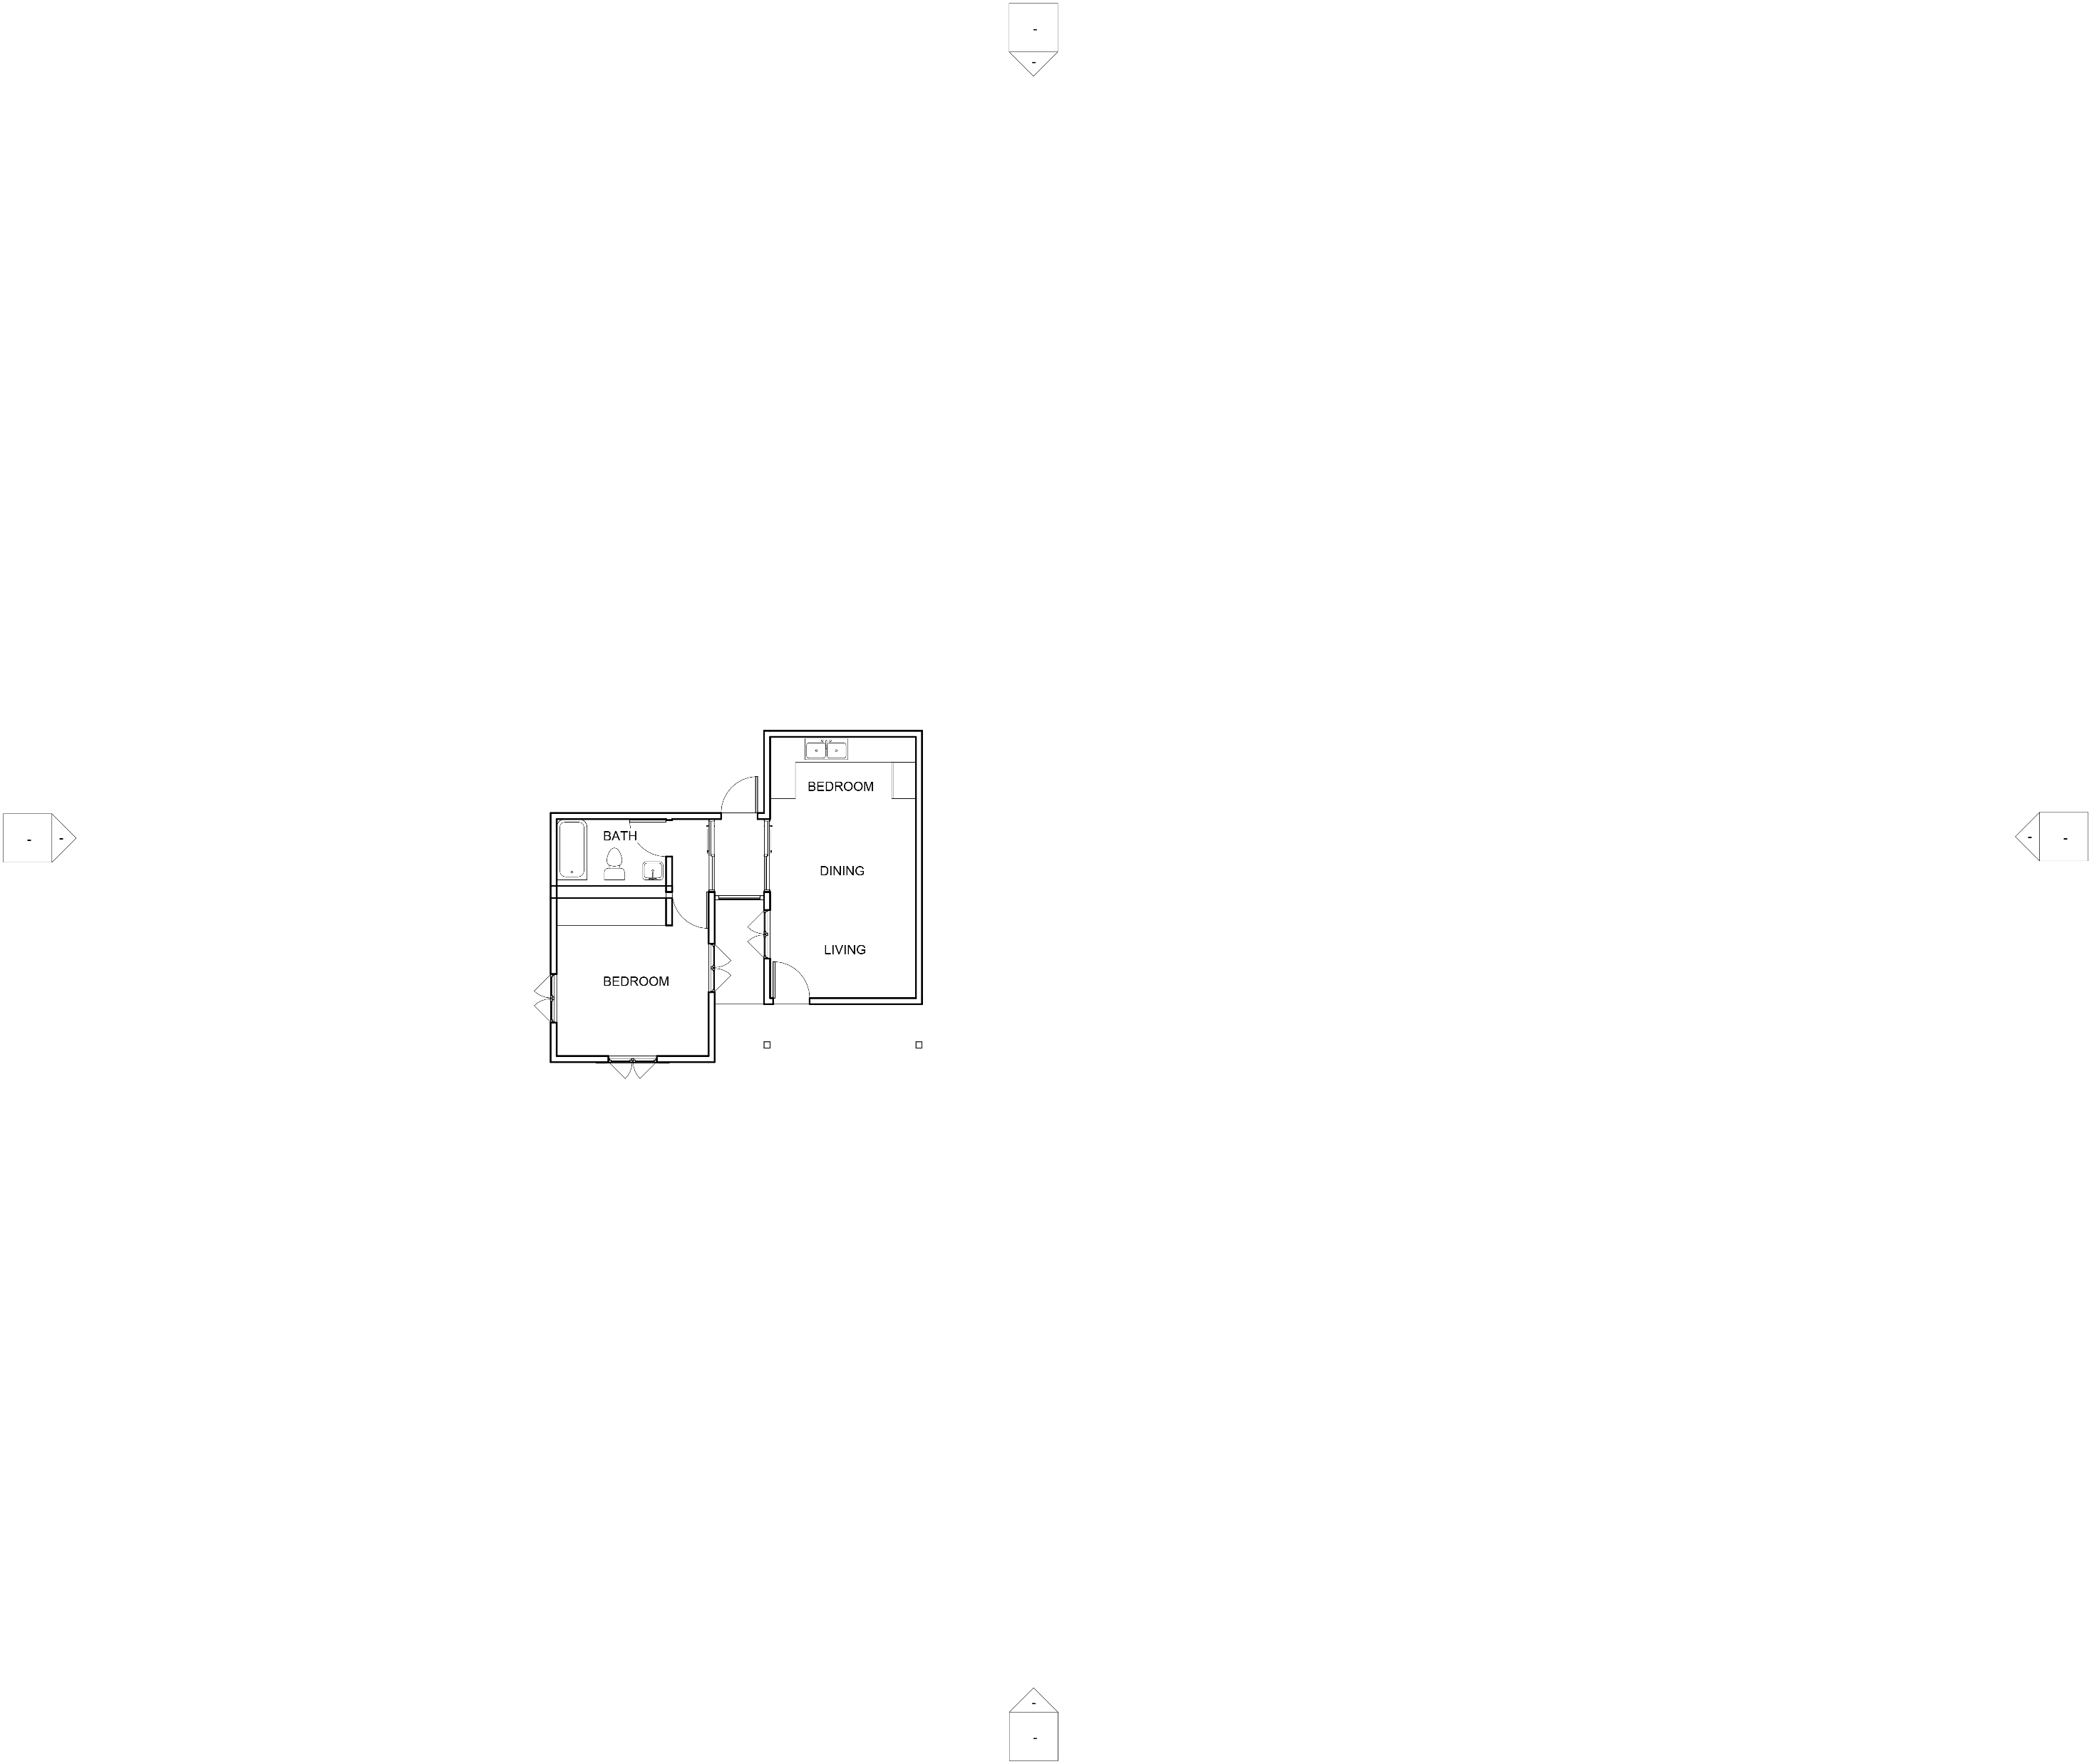 -
-
BEDROOM
BATH
- -
- -
DINING
LIVING
BEDROOM
-
-